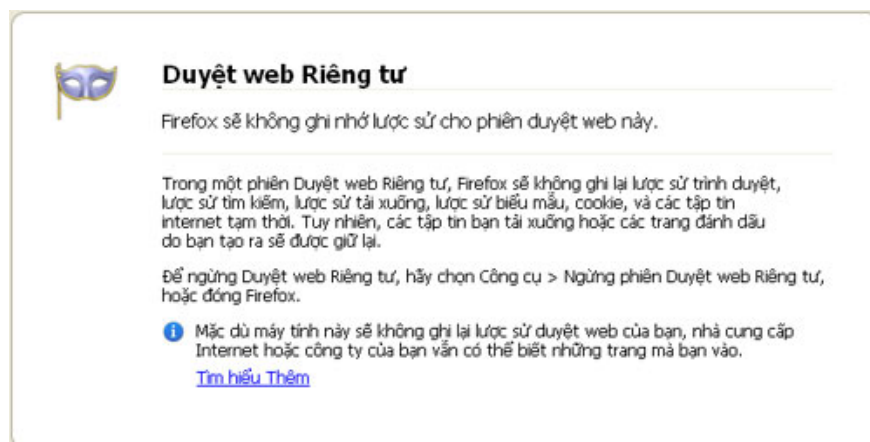 Duyệt web Riêng tư
Firefox sẽ không ghi nhớ lược sử cho phiên duyệt web này.
Trong một phiên Duyệt web Riêng tư, Firefox sẽ không ghi lại lược sử trình duyệt,
lược sử tìm kiếm, lược sử tải xuống, lược sử biểu mẫu, cookie, và các tập tin
internet tạm thời. Tuy nhiên, các tập tin bạn tải xuống hoặc các trang đánh dấu
do bạn tạo ra sẽ được giữ lại.
Để ngừng Duyệt web Riêng tư, hãy chọn Công cụ > Ngừng phiên Duyệt web Riêng tư,
hoặc đóng Firefox.
Mặc dù máy tính này sẽ không ghi lại lược sử duyệt web của bạn, nhà cung cấp
Internet hoặc công ty của bạn vẫn có thể biết những trang mà bạn vào.
Tìm hiểu Thêm